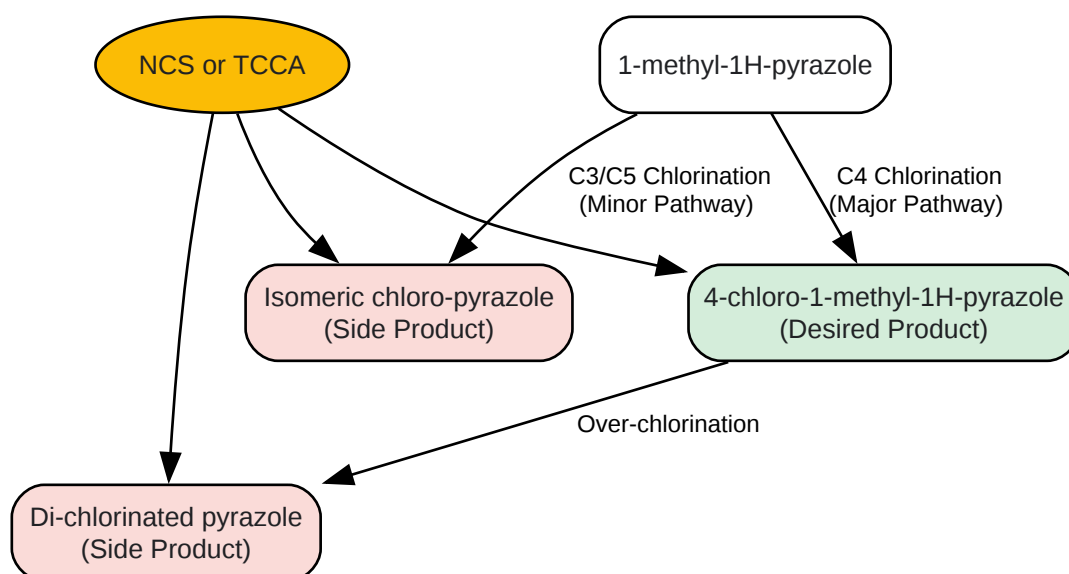 NCS or TCCA
1-methyl-1H-pyrazole
C3/C5 Chlorination
(Minor Pathway)
C4 Chlorination
(Major Pathway)
Isomeric chloro-pyrazole
(Side Product)
4-chloro-1-methyl-1H-pyrazole
(Desired Product)
Over-chlorination
Di-chlorinated pyrazole
(Side Product)